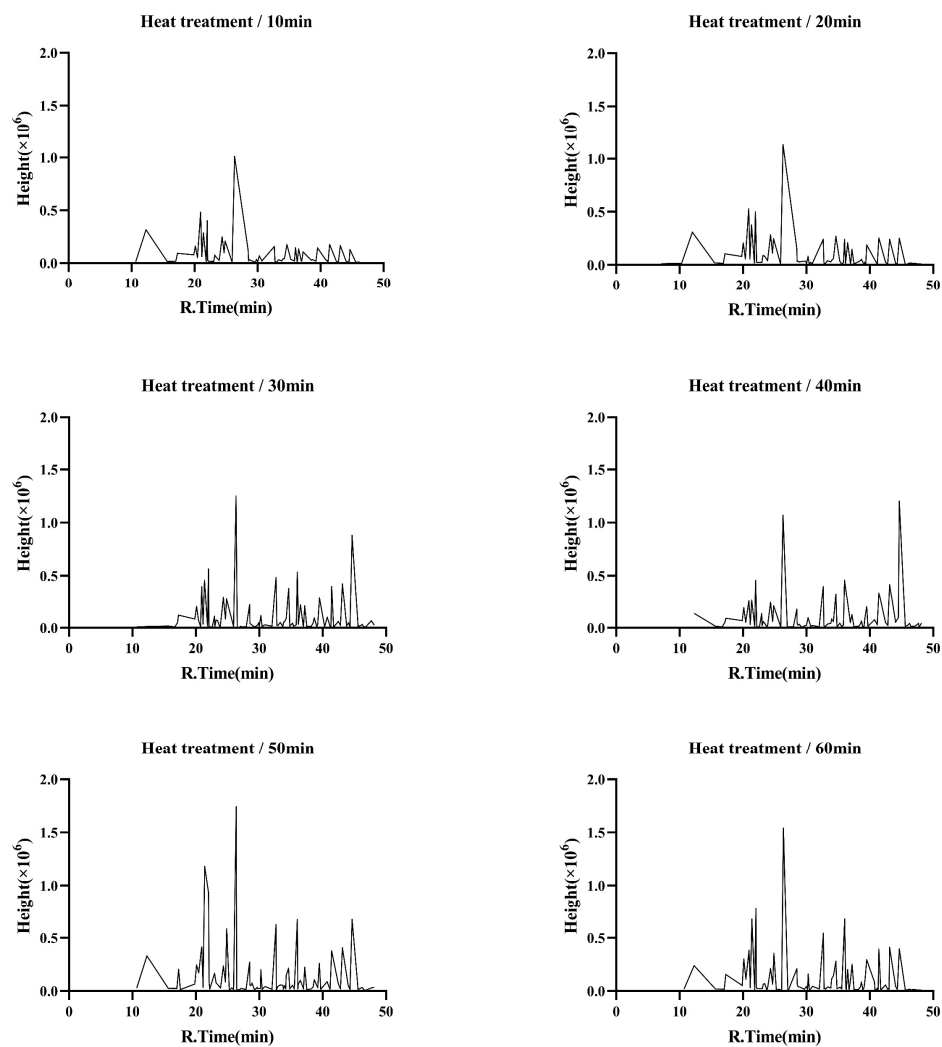 Heat treatment / 10min
2.0
1.5
1.0
0.5
0.0
Height(×10⁶)
0 10 20 30 40 50
R.Time(min)
Heat treatment / 20min
2.0
1.5
1.0
0.5
0.0
Height(×10⁶)
0 10 20 30 40 50
R.Time(min)
Heat treatment / 30min
2.0
1.5
1.0
0.5
0.0
Height(×10⁶)
0 10 20 30 40 50
R.Time(min)
Heat treatment / 40min
2.0
1.5
1.0
0.5
0.0
Height(×10⁶)
0 10 20 30 40 50
R.Time(min)
Heat treatment / 50min
2.0
1.5
1.0
0.5
0.0
Height(×10⁶)
0 10 20 30 40 50
R.Time(min)
Heat treatment / 60min
2.0
1.5
1.0
0.5
0.0
Height(×10⁶)
0 10 20 30 40 50
R.Time(min)